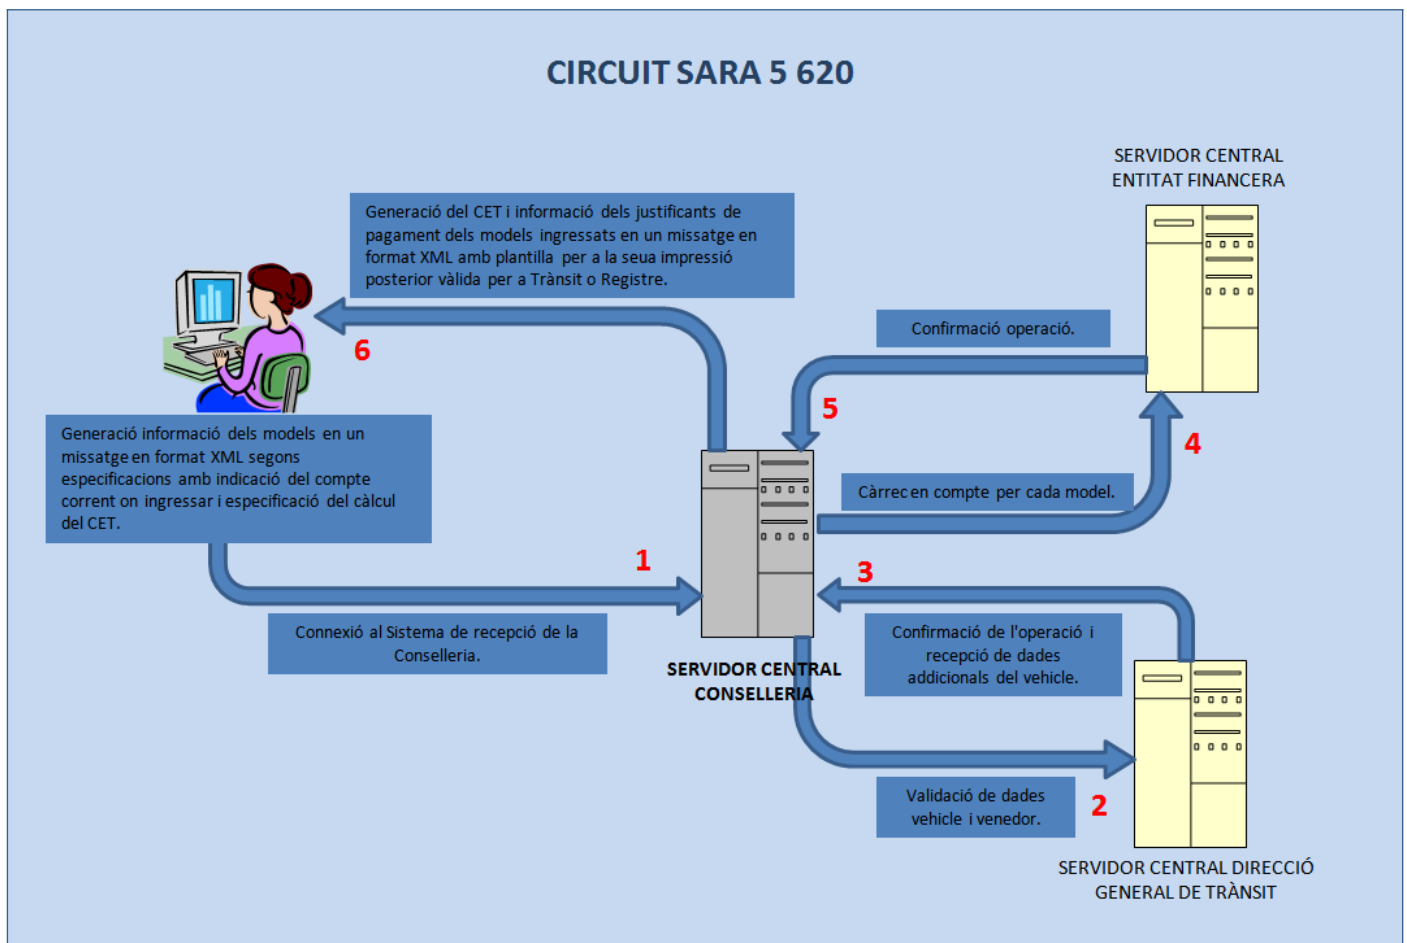 CIRCUIT SARA 5 620
SERVIDOR CENTRAL
ENTITAT FINANCERA
Generació del CET i informació dels justificants de
pagament dels models ingressats en un missatge en
format XML amb plantilla per a la seua impressió
posterior vàlida per a Trànsit o Registre.
6
Confirmació operació.
5
4
Generació informació dels models en un
missatge en format XML segons
especificacions amb indicació del compte
corrent on ingressar i especificació del càlcul
del CET.
Càrrec en compte per cada model.
1
3
Connexió al Sistema de recepció de la
Conselleria.
Confirmació de l'operació i
recepció de dades
addicionals del vehicle.
SERVIDOR CENTRAL
CONSELLERIA
Validació de dades
vehicle i venedor.
2
SERVIDOR CENTRAL DIRECCIÓ
GENERAL DE TRÀNSIT